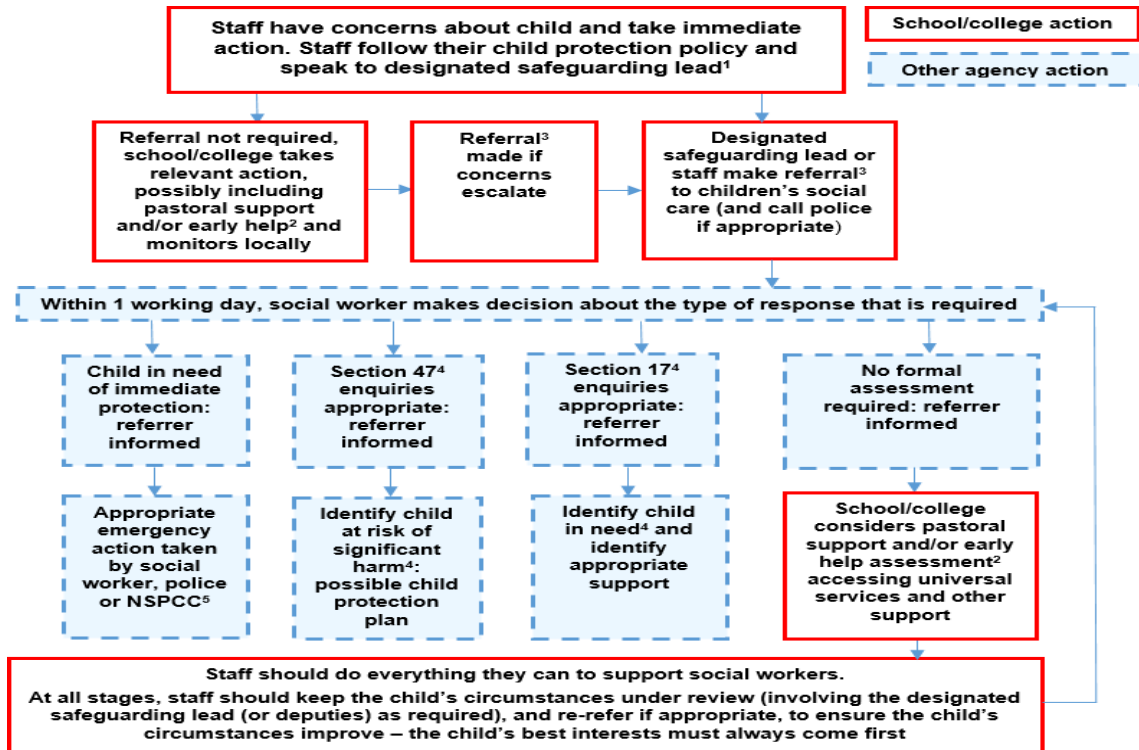 Staff have concerns about child and take immediate
action. Staff follow their child protection policy and
speak to designated safeguarding lead¹
School/college action
Other agency action
Referral not required,
school/college takes
relevant action,
possibly including
pastoral support
and/or early help² and
monitors locally
Referral³
made if
concerns
escalate
Designated
safeguarding lead or
staff make referral³
to children’s social
care (and call police
if appropriate)
Within 1 working day, social worker makes decision about the type of response that is required
Child in need
of immediate
protection:
referrer
informed
Section 47⁴
enquiries
appropriate:
referrer
informed
Section 17⁴
enquiries
appropriate:
referrer
informed
No formal
assessment
required: referrer
informed
Appropriate
emergency
action taken
by social
worker, police
or NSPCC⁵
Identify child
at risk of
significant
harm⁴:
possible child
protection
plan
Identify child
in need⁴ and
identify
appropriate
support
School/college
considers pastoral
support and/or early
help assessment²
accessing universal
services and other
support
Staff should do everything they can to support social workers.
At all stages, staff should keep the child’s circumstances under review (involving the designated
safeguarding lead (or deputies) as required), and re-refer if appropriate, to ensure the child’s
circumstances improve – the child’s best interests must always come first